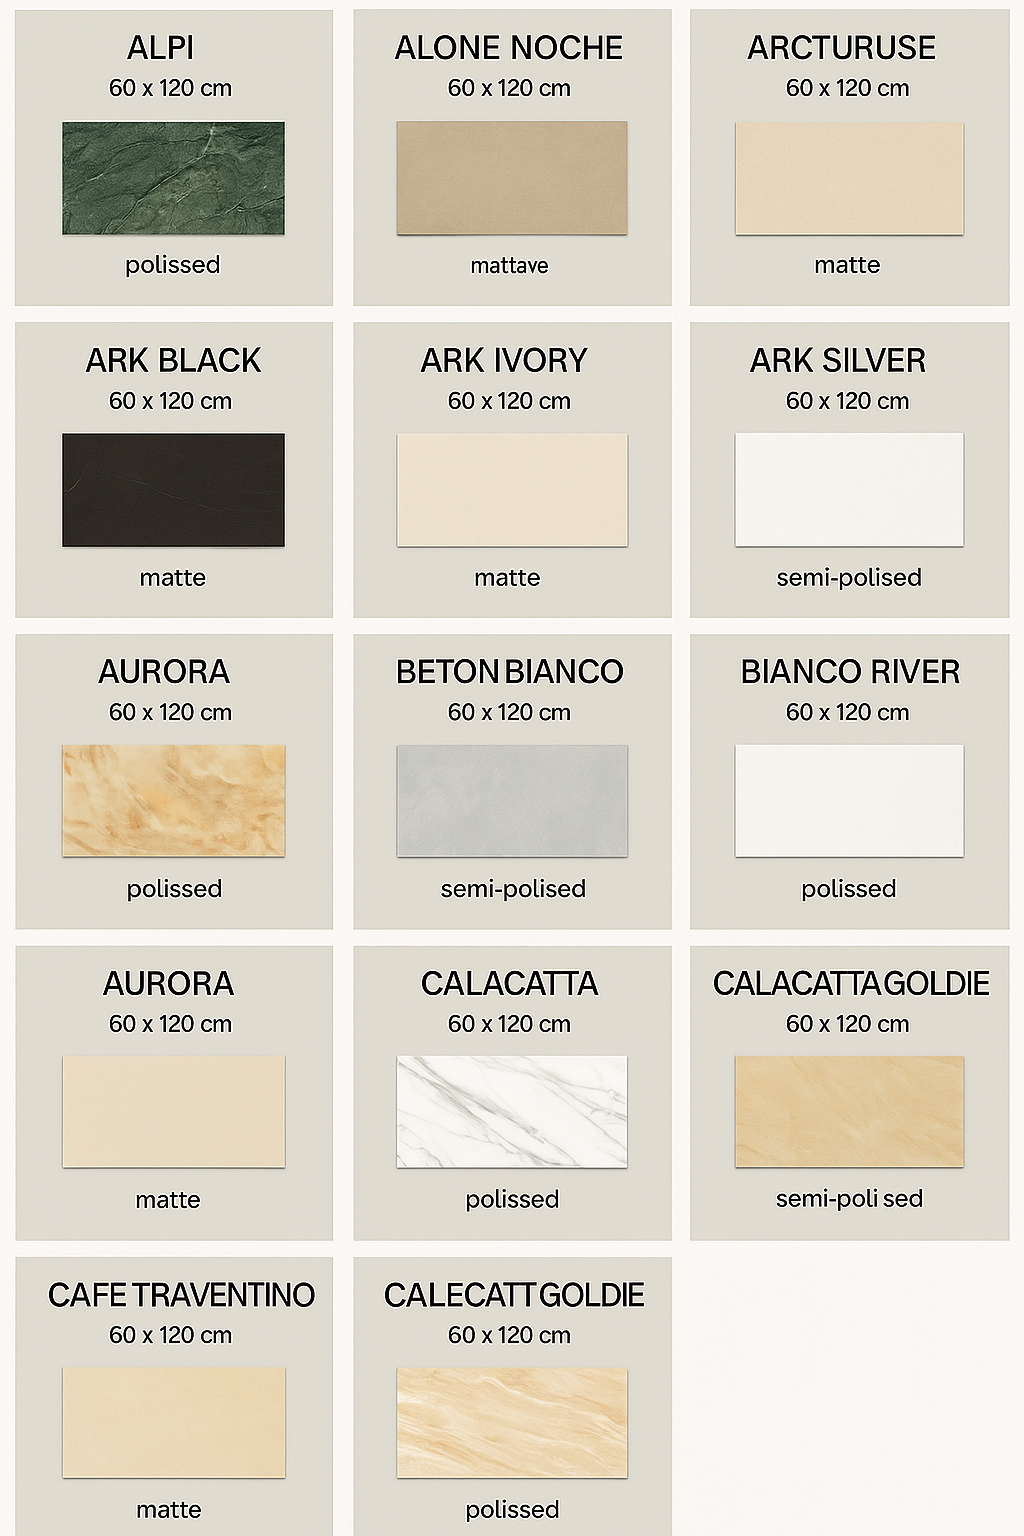 ALPI
60 x 120 cm
polissed
ALONE NOCHE
60 x 120 cm
mattave
ARCTURUSE
60 x 120 cm
matte
ARK BLACK
60 x 120 cm
matte
ARK IVORY
60 x 120 cm
matte
ARK SILVER
60 x 120 cm
semi-polised
AURORA
60 x 120 cm
polissed
BETON BIANCO
60 x 120 cm
semi-polised
BIANCO RIVER
60 x 120 cm
polissed
AURORA
60 x 120 cm
matte
CALACATTA
60 x 120 cm
polissed
CALACATTA GOLDIE
60 x 120 cm
semi-poli sed
CAFE TRAVENTINO
60 x 120 cm
matte
CALECATT GOLDIE
60 x 120 cm
polissed